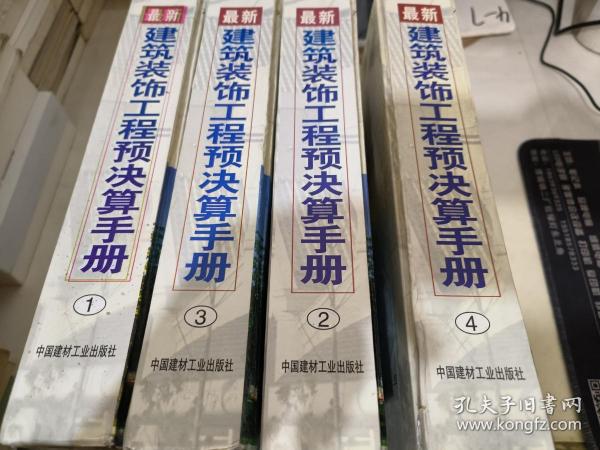 最新
建筑装饰工程预决算手册
1
中国建材工业出版社
最新
建筑装饰工程预决算手册
3
中国建材工业出版社
最新
建筑装饰工程预决算手册
2
中国建材工业出版社
最新
建筑装饰工程预决算手册
4
中国建材工业出版社
孔夫子旧书网
www.kongfz.com